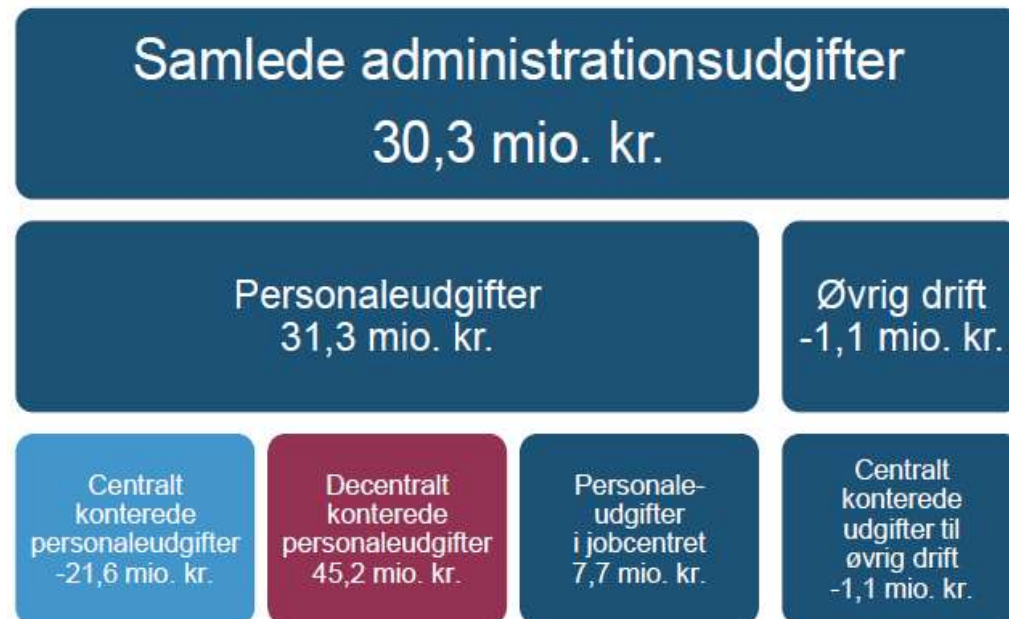 Samlede administrationsudgifter
30,3 mio. kr.
Personaleudgifter
31,3 mio. kr.
Øvrig drift
-1,1 mio. kr.
Centralt
konterede
personaleudgifter
-21,6 mio. kr.
Decentralt
konterede
personaleudgifter
45,2 mio. kr.
Personale-
udgifter
i jobcentret
7,7 mio. kr.
Centralt
konterede
udgifter til
øvrig drift
-1,1 mio. kr.